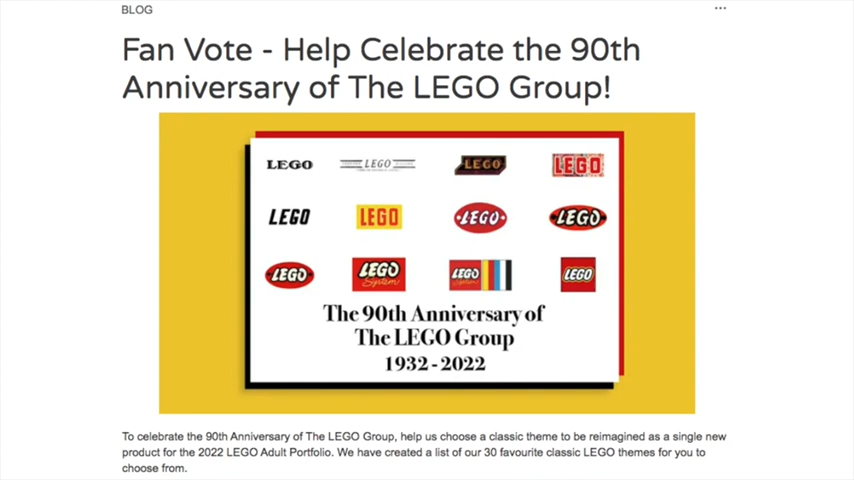 BLOG
Fan Vote - Help Celebrate the 90th
Anniversary of The LEGO Group!
LEGO LEGO LEGO LEGO
LEGO LEGO LEGO LEGO
LEGO LEGO System LEGO System LEGO
The 90th Anniversary of
The LEGO Group
1932 - 2022
To celebrate the 90th Anniversary of The LEGO Group, help us choose a classic theme to be reimagined as a single new
product for the 2022 LEGO Adult Portfolio. We have created a list of our 30 favourite classic LEGO themes for you to
choose from.